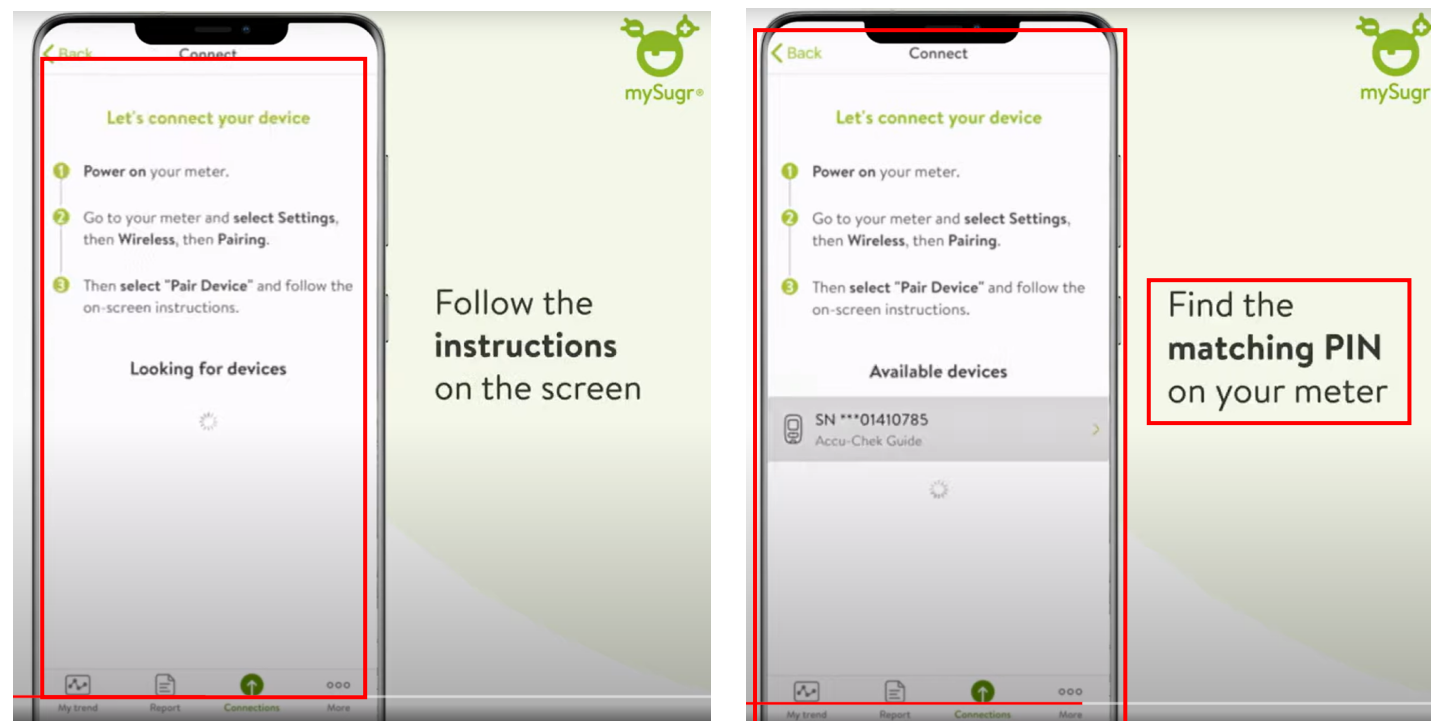 Back
Connect
Let's connect your device
1 Power on your meter.
2 Go to your meter and select Settings,
then Wireless, then Pairing.
3 Then select "Pair Device" and follow the
on-screen instructions.
Looking for devices
My trend
Report
Connections
More
mySugr®
Follow the
instructions
on the screen
Back
Connect
Let's connect your device
1 Power on your meter.
2 Go to your meter and select Settings,
then Wireless, then Pairing.
3 Then select "Pair Device" and follow the
on-screen instructions.
Available devices
SN ***01410785
Accu-Chek Guide
My trend
Report
Connections
More
mySugr
Find the
matching PIN
on your meter